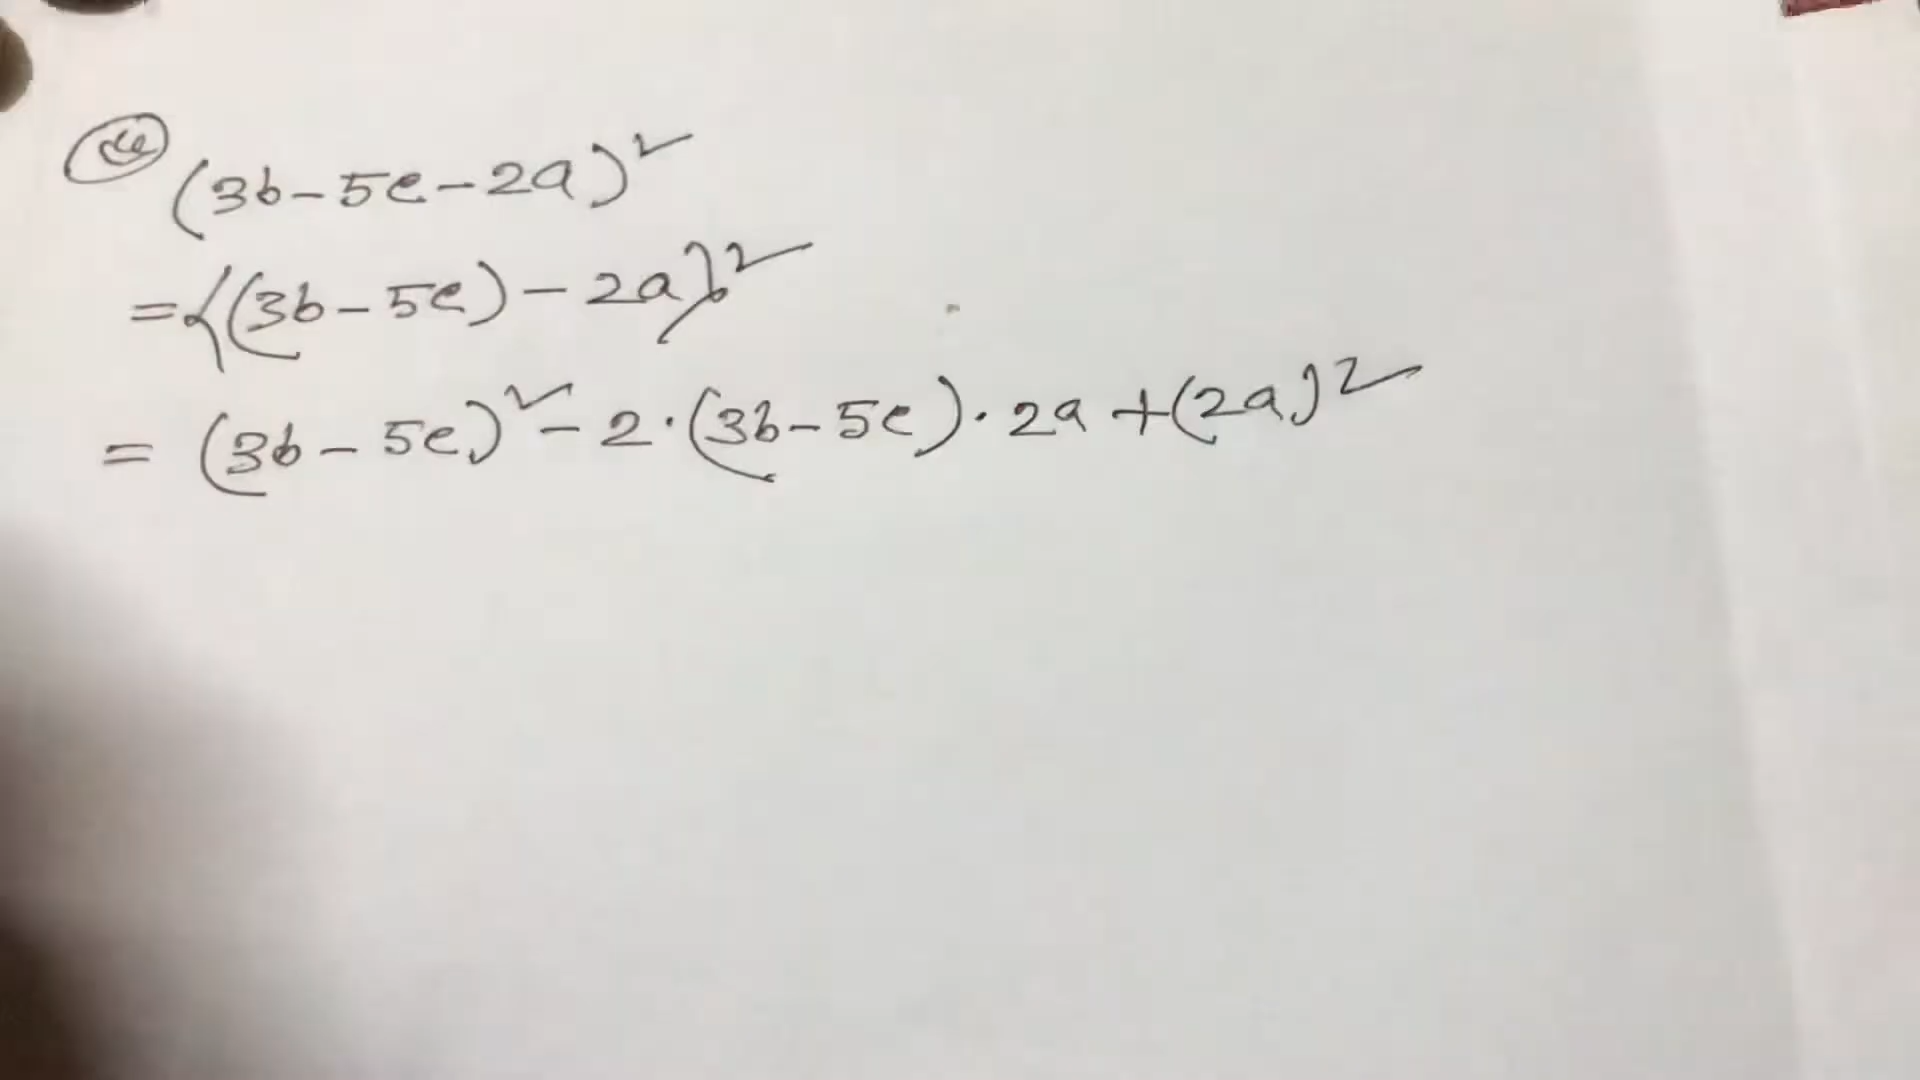 (3b-5c-2a)²
={(3b-5c)-2a}²
= (3b-5c)²-2·(3b-5c)·2a+(2a)²